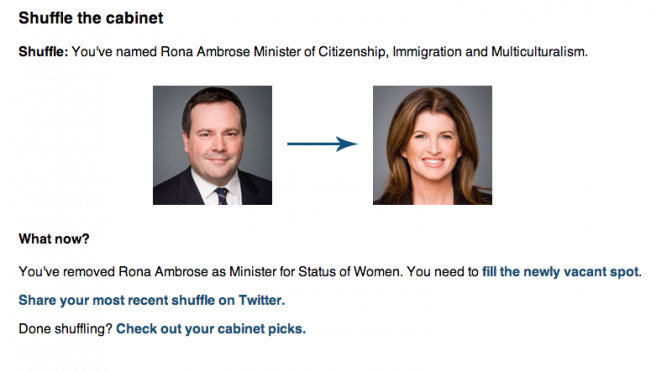 Shuffle the cabinet
Shuffle: You've named Rona Ambrose Minister of Citizenship, Immigration and Multiculturalism.
What now?
You've removed Rona Ambrose as Minister for Status of Women. You need to fill the newly vacant spot.
Share your most recent shuffle on Twitter.
Done shuffling? Check out your cabinet picks.